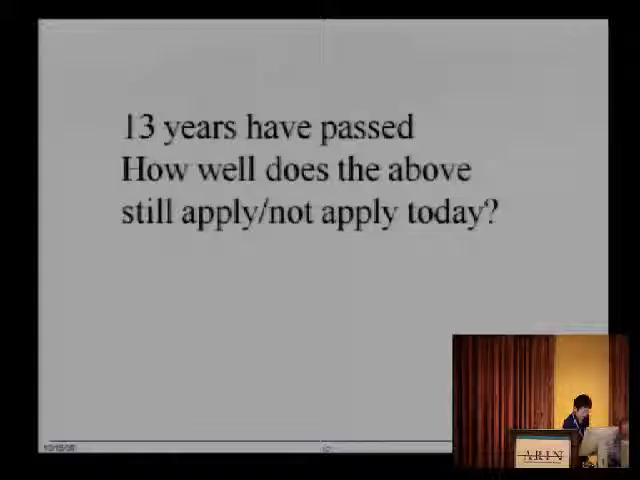 13 years have passed
How well does the above
still apply/not apply today?
ARIN